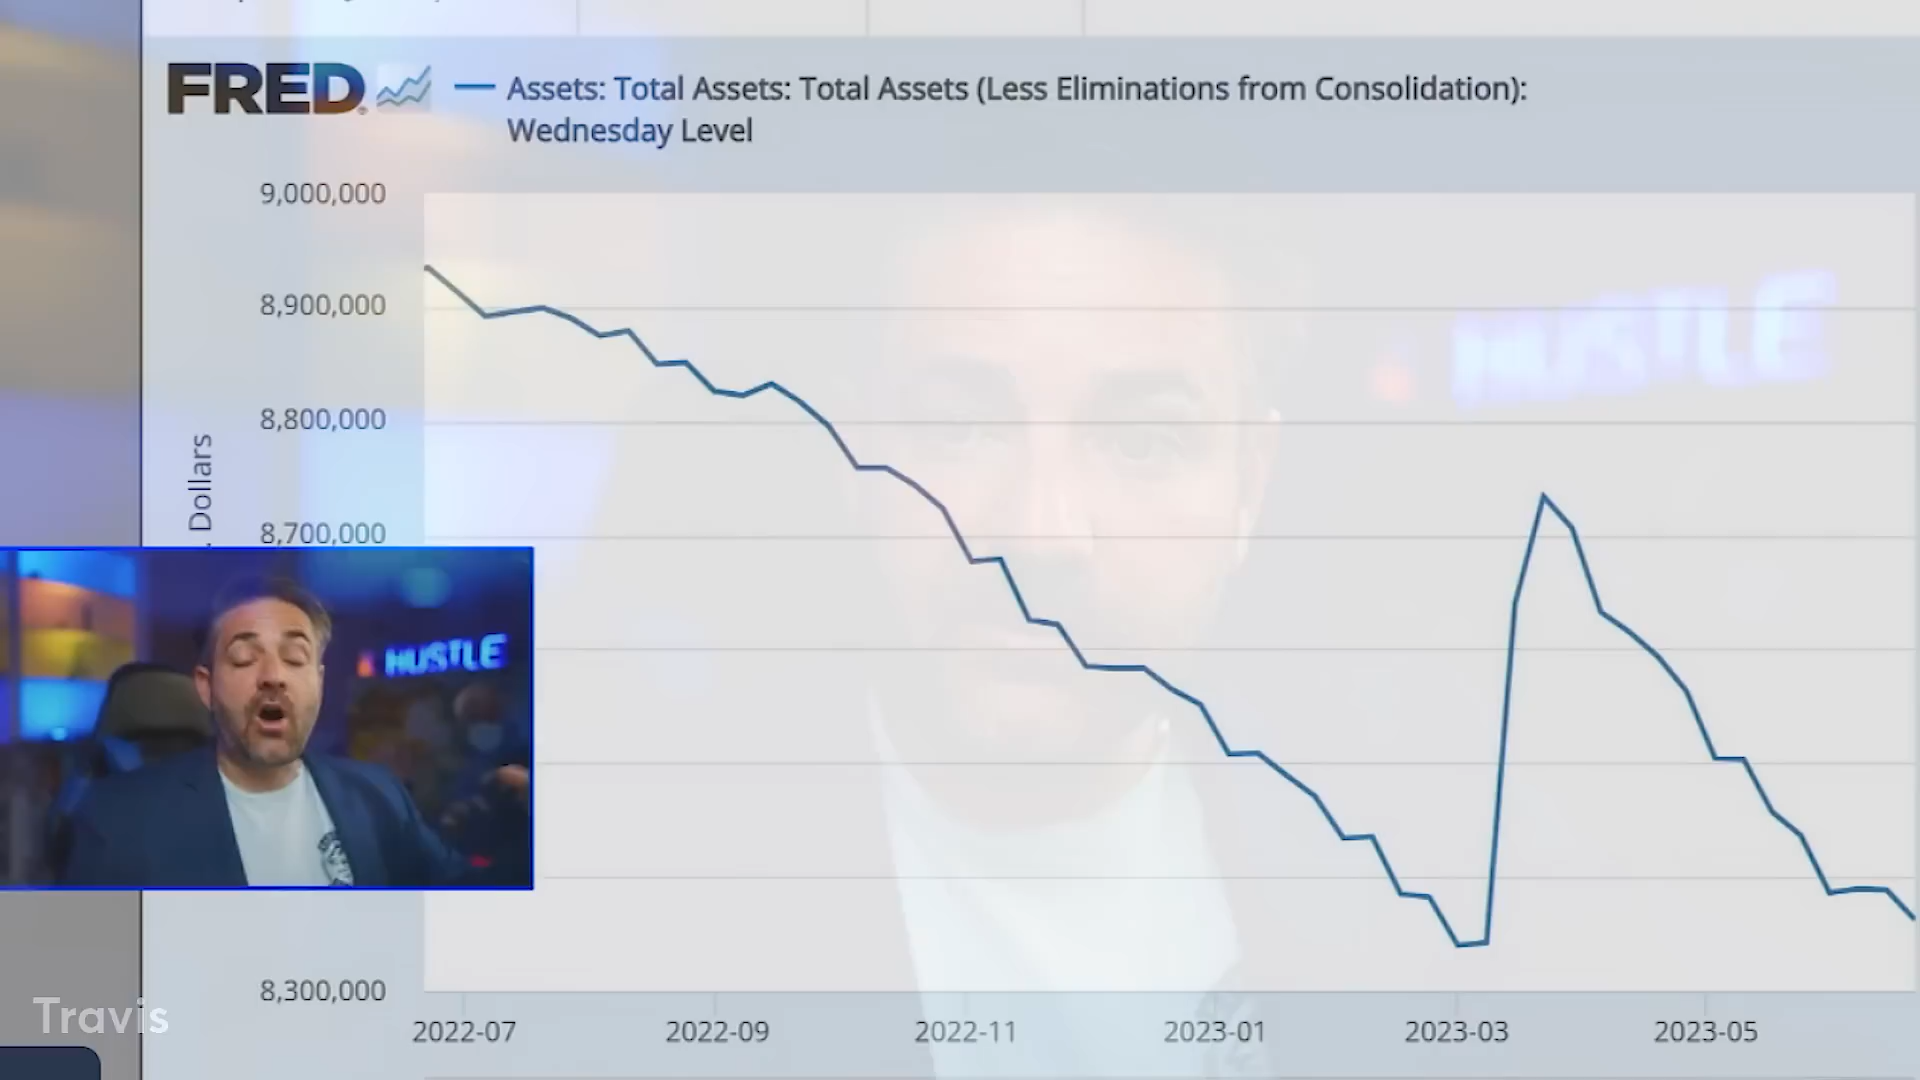 FRED
Assets: Total Assets: Total Assets (Less Eliminations from Consolidation):
Wednesday Level
9,000,000
8,900,000
8,800,000
8,700,000
8,300,000
Dollars
HUSTLE
HUSTLE
Travis
2022-07
2022-09
2022-11
2023-01
2023-03
2023-05